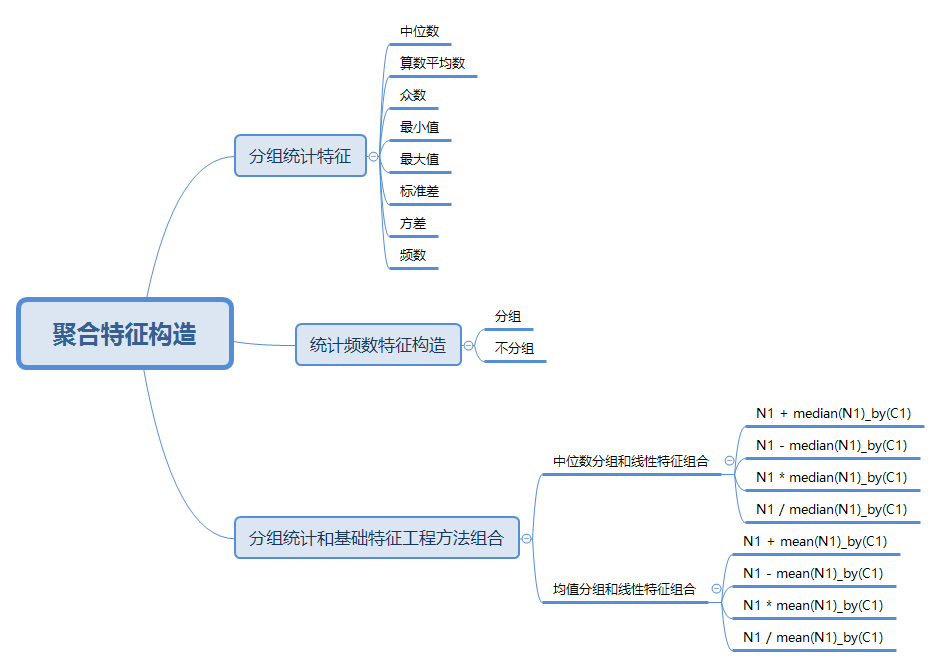 聚合特征构造
分组统计特征
中位数
算数平均数
众数
最小值
最大值
标准差
方差
频数
统计频数特征构造
分组
不分组
分组统计和基础特征工程方法组合
中位数分组和线性特征组合
N1 + median(N1)_by(C1)
N1 - median(N1)_by(C1)
N1 * median(N1)_by(C1)
N1 / median(N1)_by(C1)
均值分组和线性特征组合
N1 + mean(N1)_by(C1)
N1 - mean(N1)_by(C1)
N1 * mean(N1)_by(C1)
N1 / mean(N1)_by(C1)